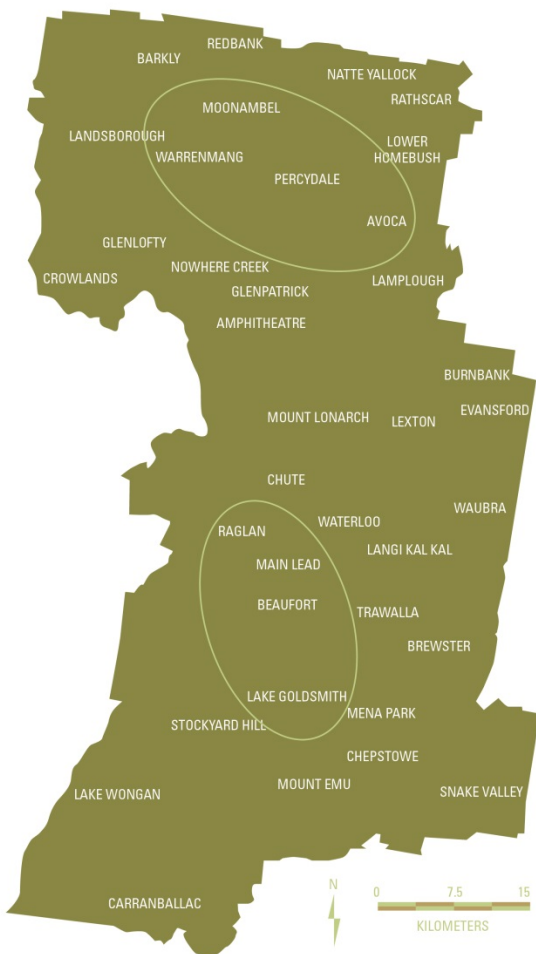 REDBANK
BARKLY
NATTE YALLOCK
RATHSCAR
MOONAMBEL
LANDSBOROUGH
LOWER
HOMEBUSH
WARRENMANG
PERCYDALE
AVOCA
GLENLOFTY
NOWHERE CREEK
CROWLANDS
LAMPLOUGH
GLENPATRICK
AMPHITHEATRE
BURNBANK
EVANSFORD
MOUNT LONARCH
LEXTON
CHUTE
WAUBRA
WATERLOO
RAGLAN
LANGI KAL KAL
MAIN LEAD
BEAUFORT
TRAWALLA
BREWSTER
LAKE GOLDSMITH
MENA PARK
STOCKYARD HILL
CHEPSTOWE
MOUNT EMU
SNAKE VALLEY
LAKE WONGAN
CARRANBALLAC
N
0 7.5 15
KILOMETERS